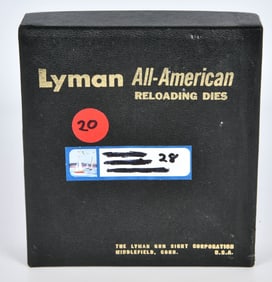 Lyman All-American
RELOADING DIES
20
28
THE LYMAN GUN SIGHT CORPORATION
MIDDLEFIELD, CONN. U.S.A.